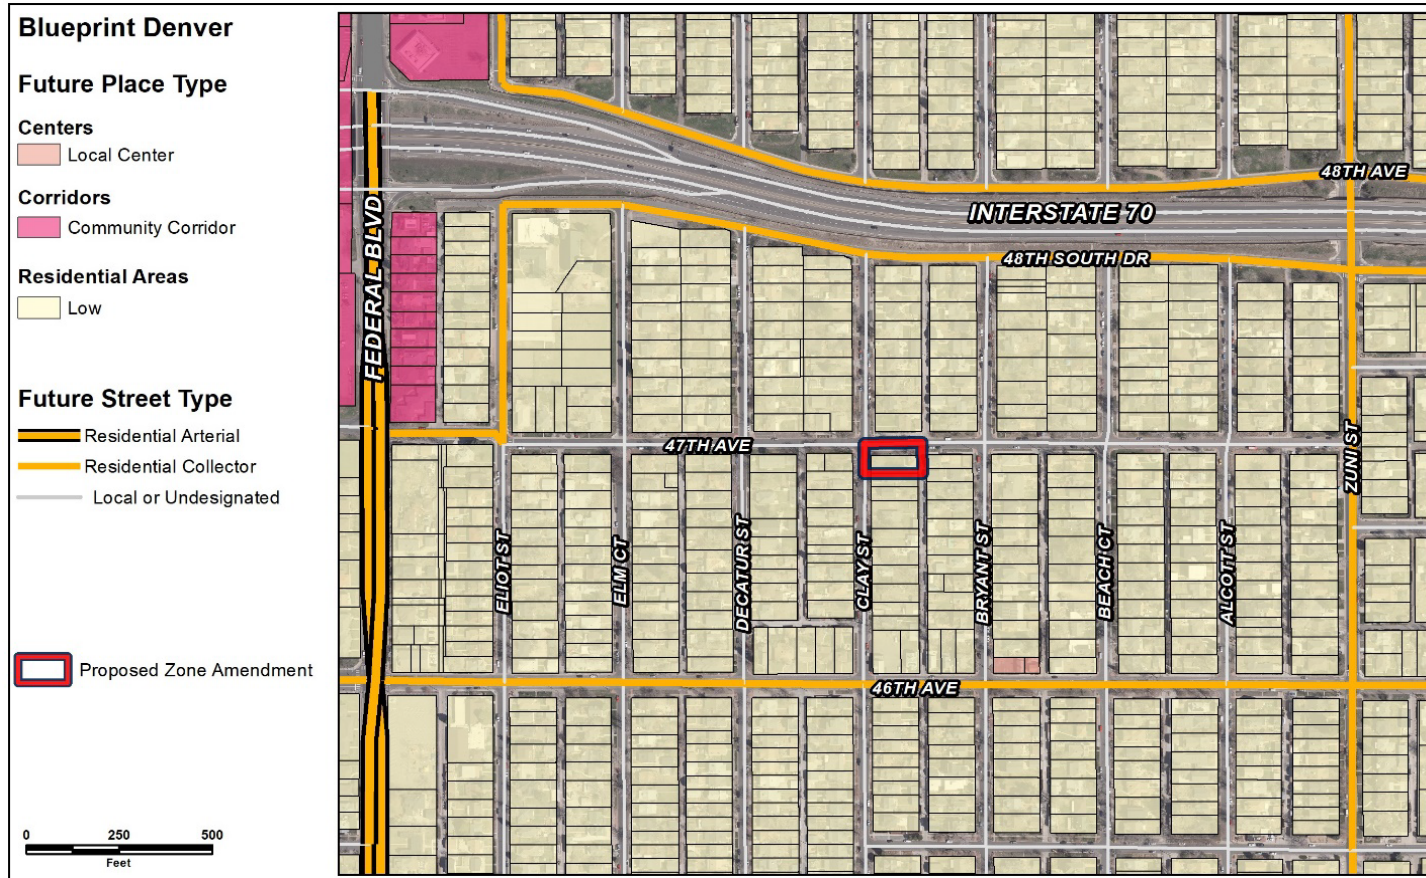 Blueprint Denver
Future Place Type
Centers
Local Center
Corridors
Community Corridor
Residential Areas
Low
Future Street Type
Residential Arterial
Residential Collector
Local or Undesignated
Proposed Zone Amendment
0 250 500
Feet
48TH AVE
INTERSTATE 70
FEDERAL BLVD
48TH SOUTH DR
47TH AVE
ZUNI ST
ELIOT ST
ELM CT
DECATUR ST
CLAY ST
BRYANT ST
BEACH CT
ALCOTT ST
46TH AVE